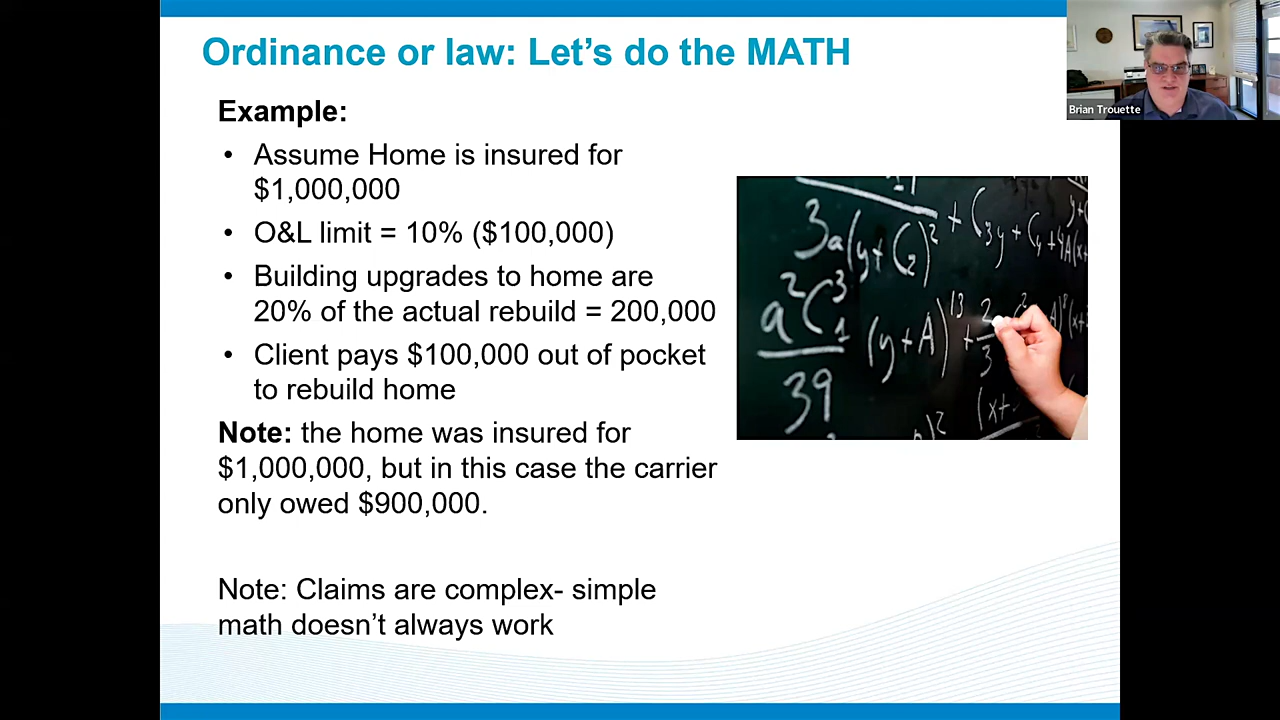 Ordinance or law: Let's do the MATH
Brian Trouette
Example:
• Assume Home is insured for
$1,000,000
• O&L limit = 10% ($100,000)
• Building upgrades to home are
20% of the actual rebuild = 200,000
• Client pays $100,000 out of pocket
to rebuild home
Note: the home was insured for
$1,000,000, but in this case the carrier
only owed $900,000.
Note: Claims are complex- simple
math doesn't always work